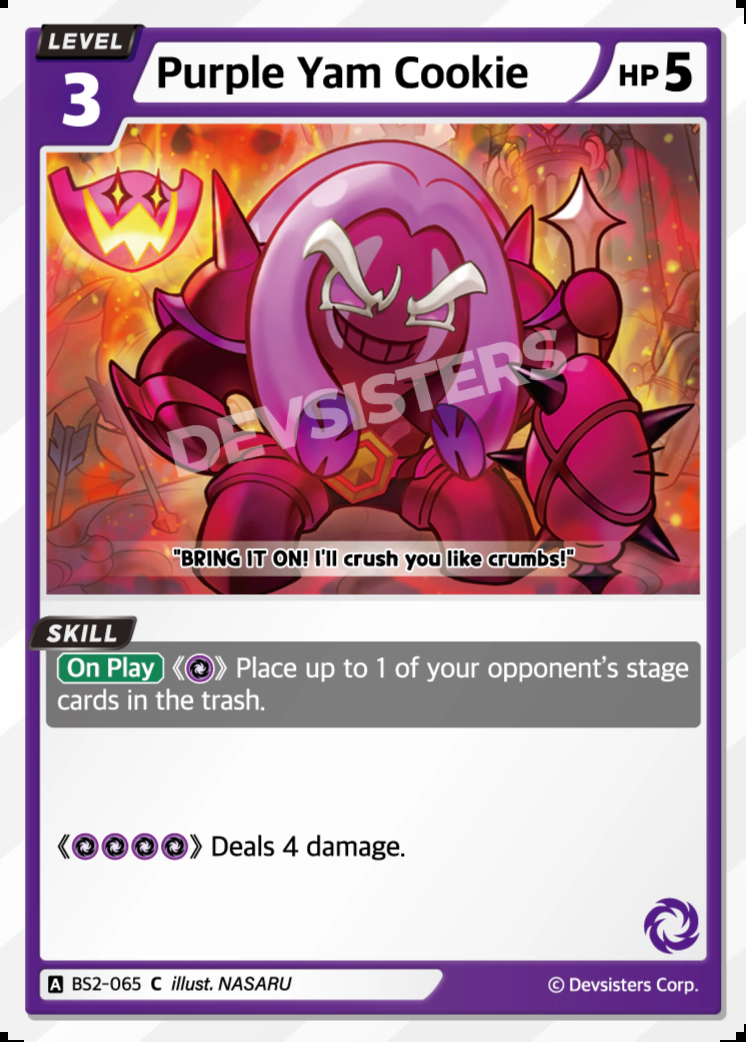 LEVEL
3
Purple Yam Cookie
HP 5
DEVSISTERS
"BRING IT ON! I'll crush you like crumbs!"
SKILL
On Play 《》 Place up to 1 of your opponent's stage
cards in the trash.
《》 Deals 4 damage.
A BS2-065 C illust. NASARU
© Devsisters Corp.